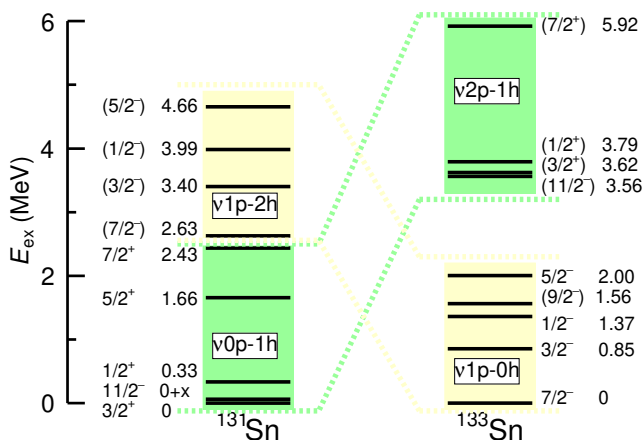 E_ex (MeV)
6
4
2
0
(5/2⁻) 4.66
(1/2⁻) 3.99
(3/2⁻) 3.40
ν1p-2h
(7/2⁻) 2.63
7/2⁺ 2.43
5/2⁺ 1.66
ν0p-1h
1/2⁺ 0.33
11/2⁻ 0+x
3/2⁺ 0
¹³¹Sn
(7/2⁺) 5.92
ν2p-1h
(1/2⁺) 3.79
(3/2⁺) 3.62
(11/2⁻) 3.56
5/2⁻ 2.00
(9/2⁻) 1.56
1/2⁻ 1.37
3/2⁻ 0.85
ν1p-0h
7/2⁻ 0
¹³³Sn